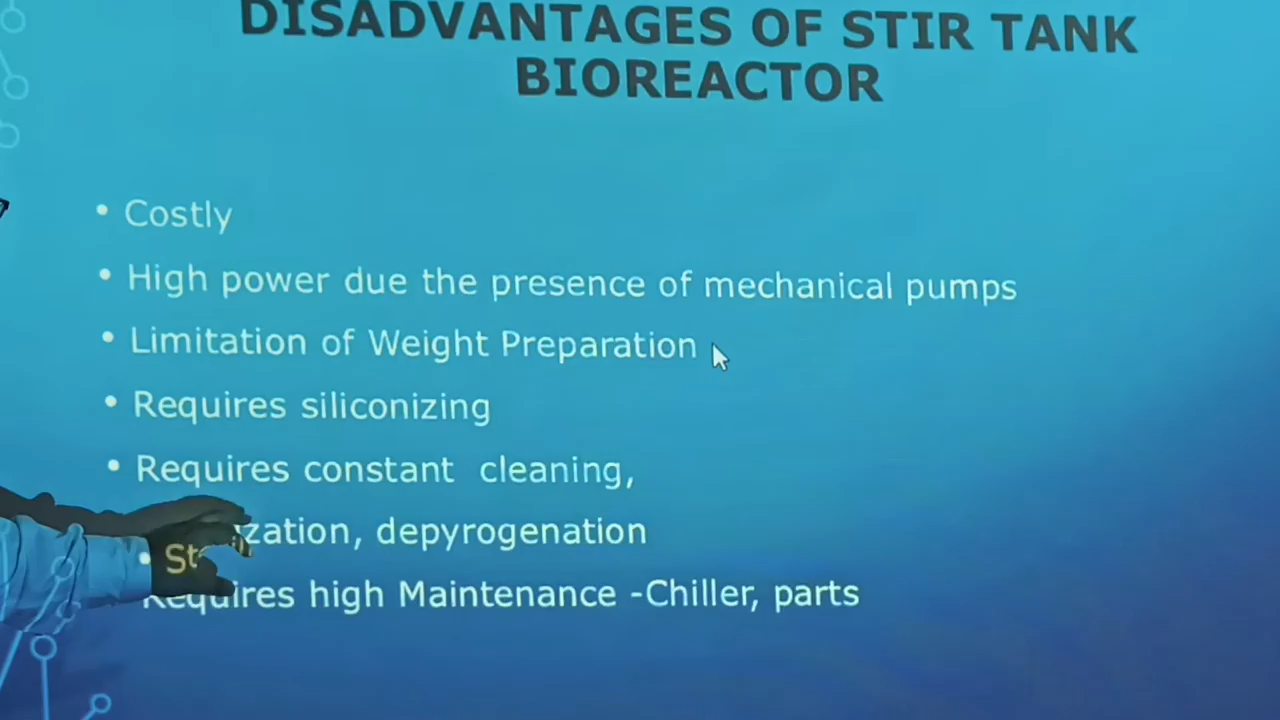 DISADVANTAGES OF STIR TANK
BIOREACTOR
• Costly
• High power due the presence of mechanical pumps
• Limitation of Weight Preparation
• Requires siliconizing
• Requires constant cleaning,
• depyrogenation
Requires high Maintenance -Chiller, parts